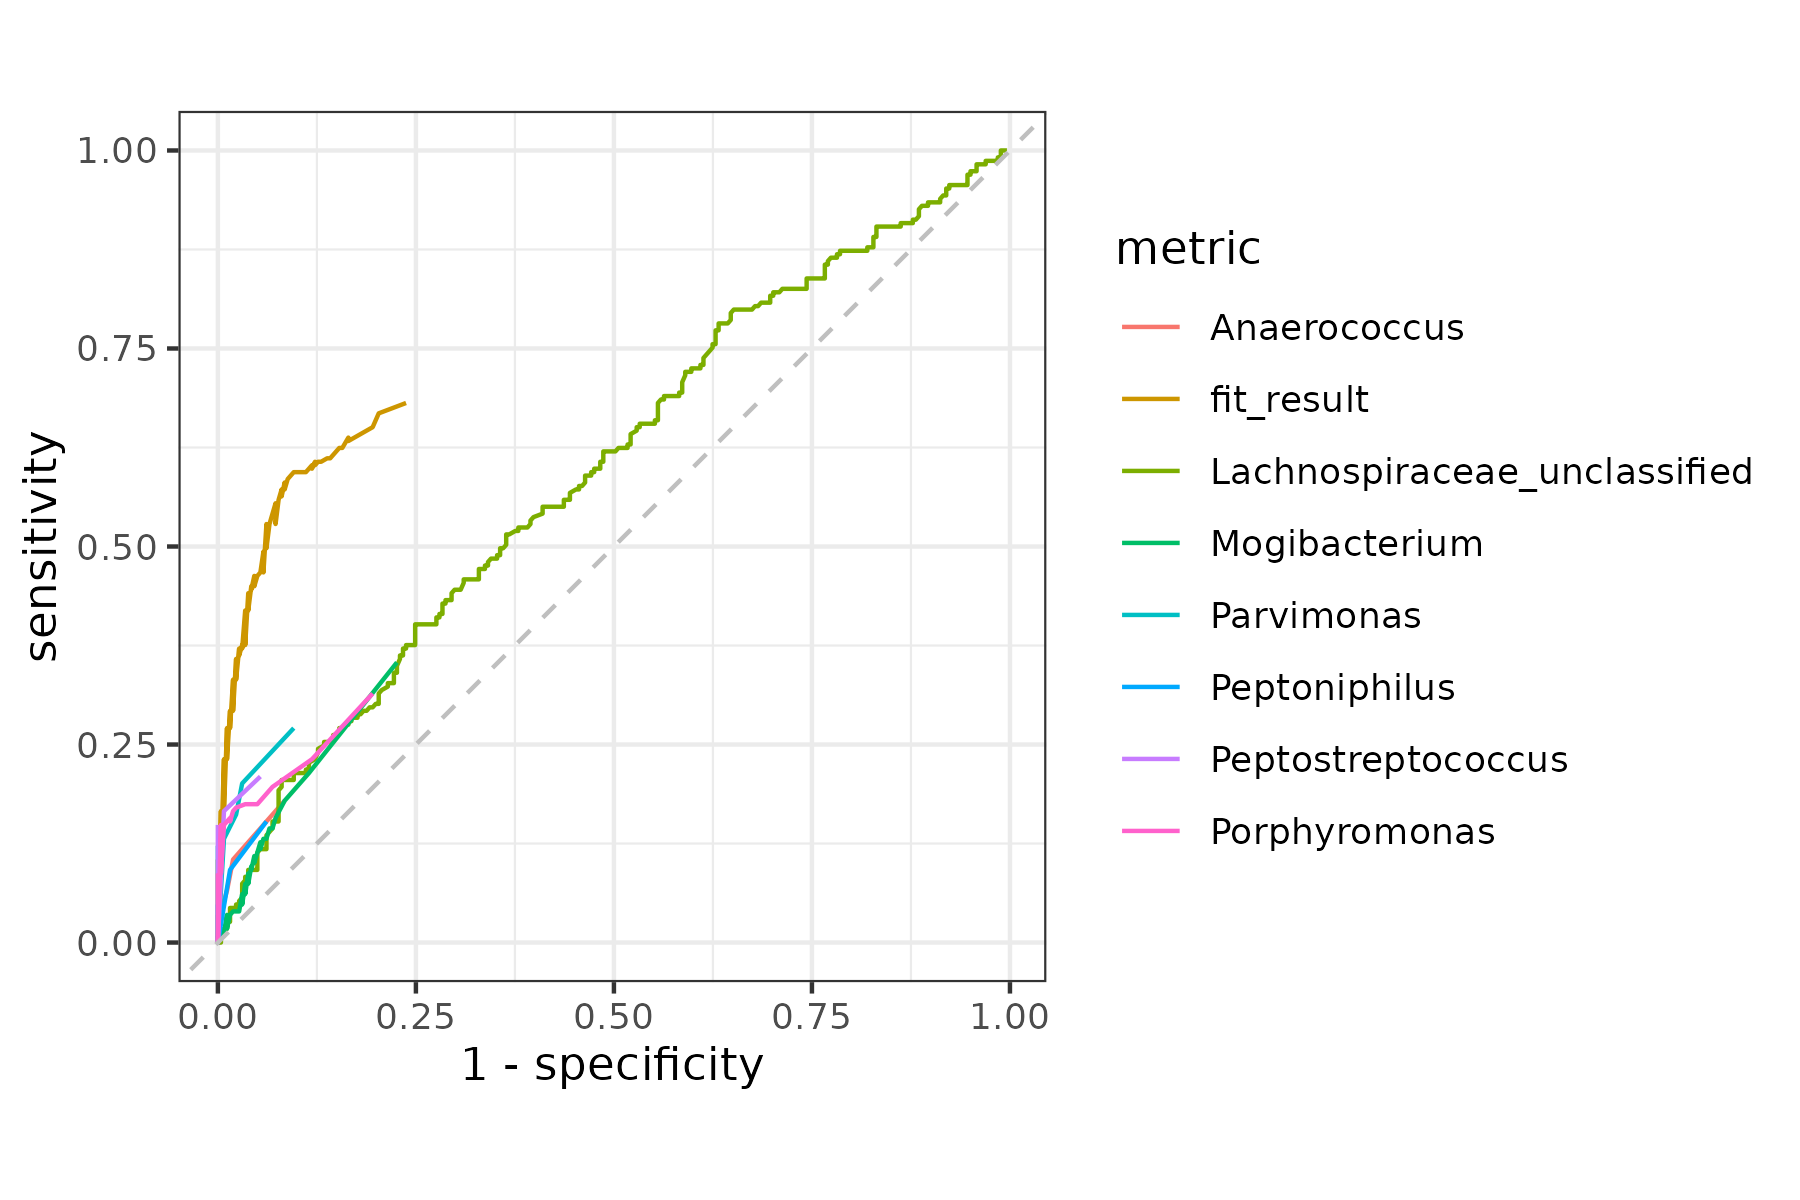 1.00
0.75
0.50
0.25
0.00
sensitivity
0.00 0.25 0.50 0.75 1.00
1 - specificity
metric
Anaerococcus
fit_result
Lachnospiraceae_unclassified
Mogibacterium
Parvimonas
Peptoniphilus
Peptostreptococcus
Porphyromonas